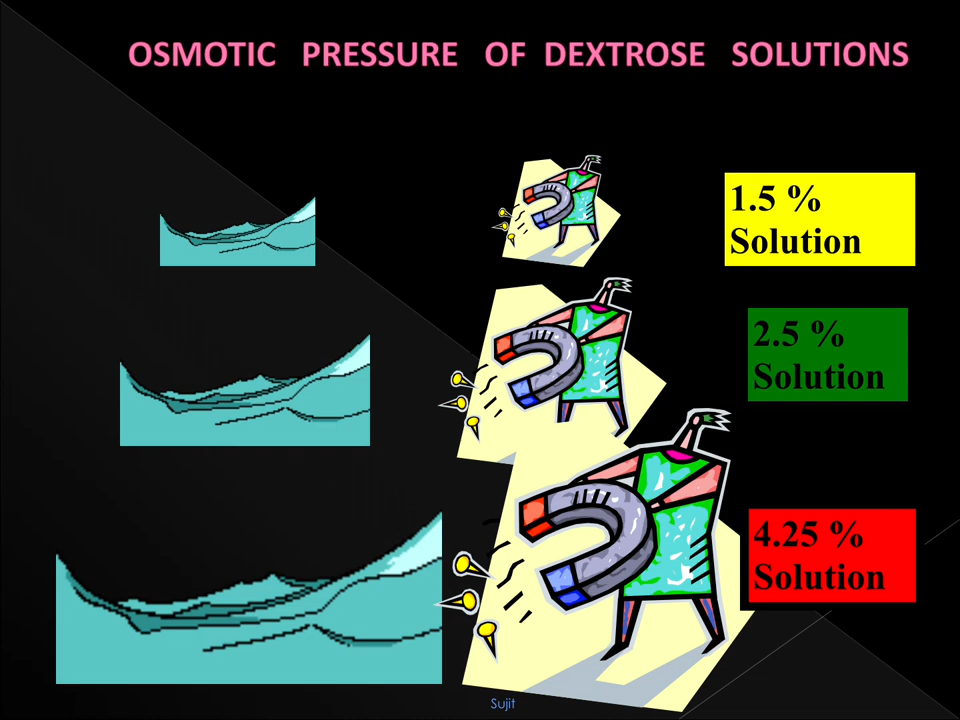 OSMOTIC PRESSURE OF DEXTROSE SOLUTIONS
1.5 %
Solution
2.5 %
Solution
4.25 %
Solution
Sujit